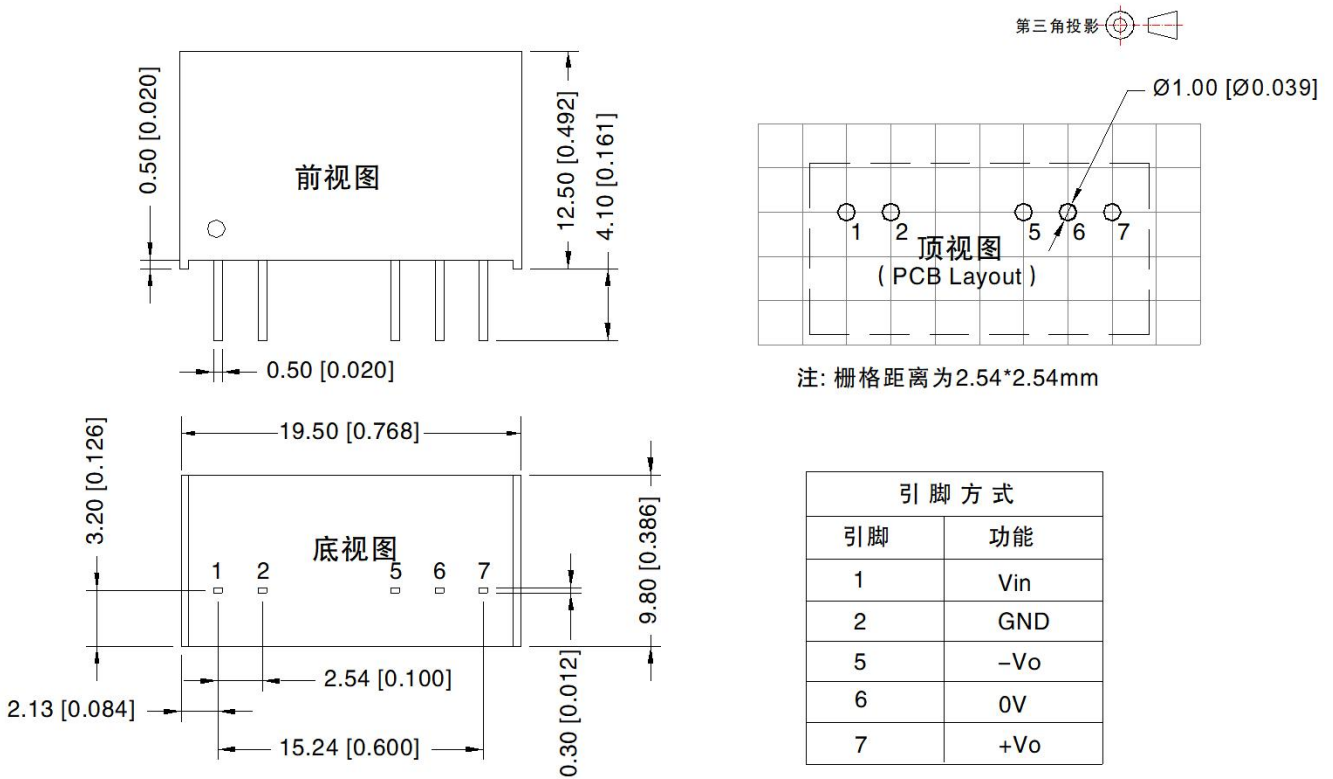 第三角投影
Ø1.00 [Ø0.039]
0.50 [0.020]
12.50 [0.492]
4.10 [0.161]
前视图
1 2 5 6 7
顶视图
( PCB Layout )
0.50 [0.020]
注: 栅格距离为2.54*2.54mm
19.50 [0.768]
3.20 [0.126]
底视图
1 2 5 6 7
9.80 [0.386]
2.54 [0.100]
0.30 [0.012]
2.13 [0.084]
15.24 [0.600]
引脚方式
引脚 功能
1 Vin
2 GND
5 −Vo
6 0V
7 +Vo